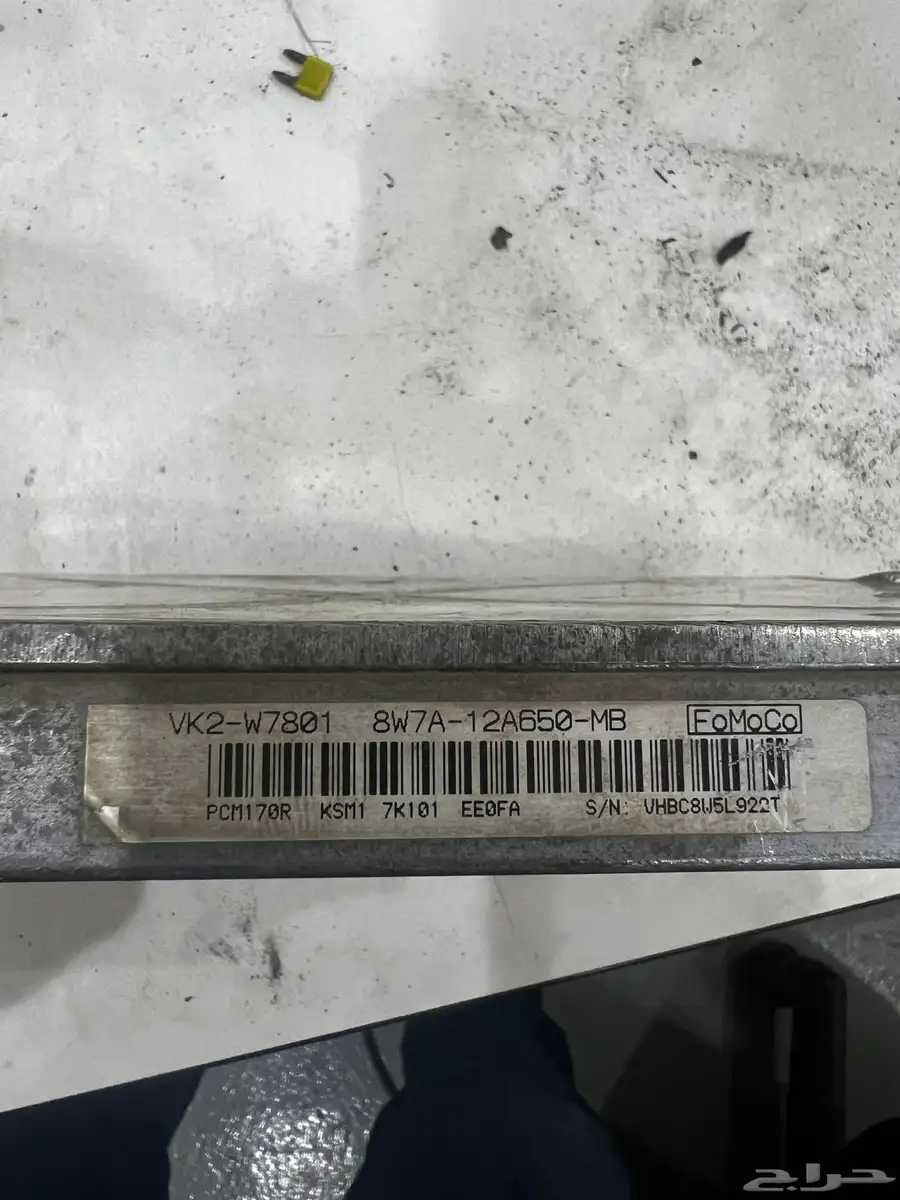 VK2-W7801 8W7A-12A650-MB FoMoCo
PCM170R KSM1 7K101 EE0FA S/N: VHBC8W5L922T
حراج